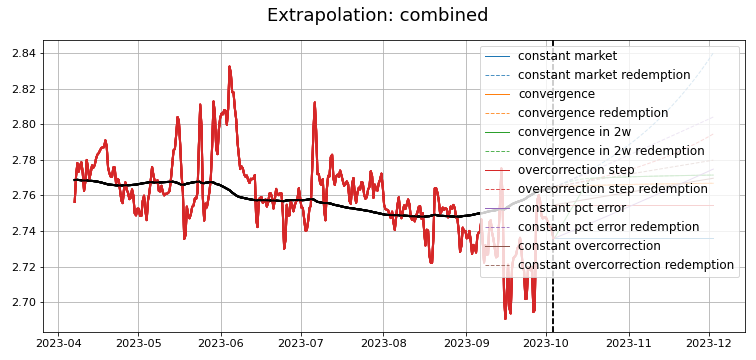 Extrapolation: combined
2.84
2.82
2.80
2.78
2.76
2.74
2.72
2.70
constant market
constant market redemption
convergence
convergence redemption
convergence in 2w
convergence in 2w redemption
overcorrection step
overcorrection step redemption
constant pct error
constant pct error redemption
constant overcorrection
constant overcorrection redemption
2023-04 2023-05 2023-06 2023-07 2023-08 2023-09 2023-10 2023-11 2023-12